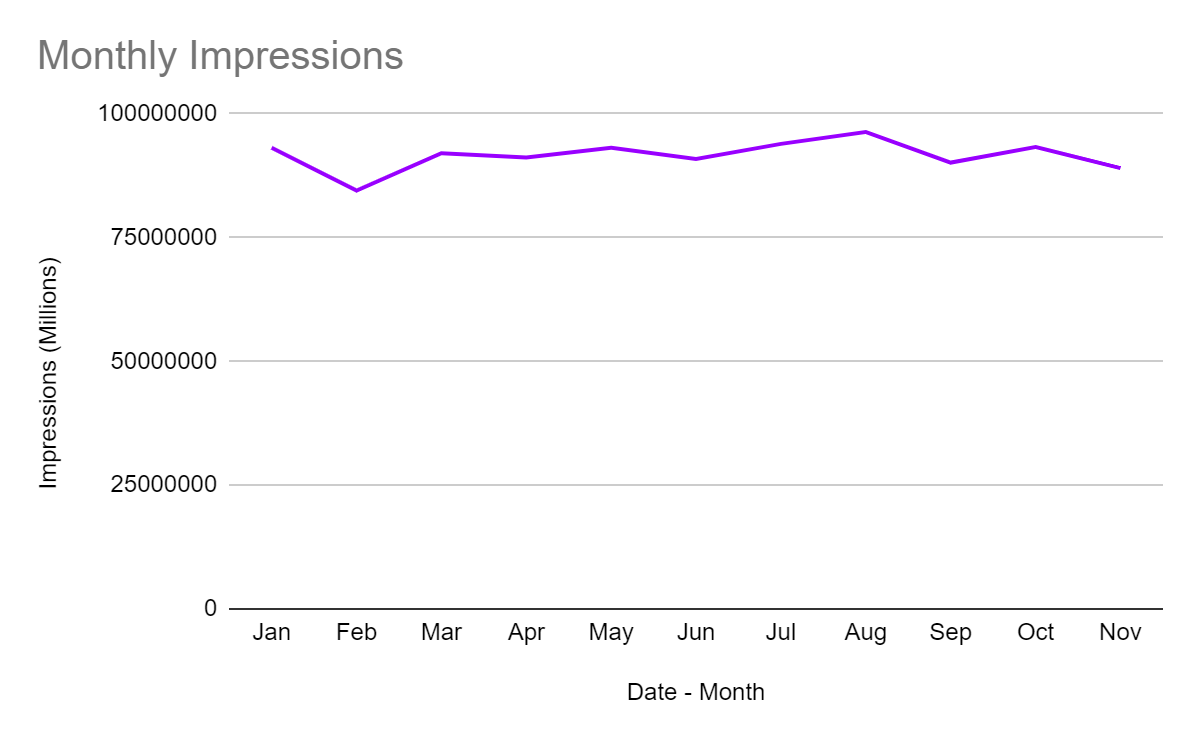 Monthly Impressions
100000000
75000000
50000000
25000000
0
Impressions (Millions)
Jan Feb Mar Apr May Jun Jul Aug Sep Oct Nov
Date - Month